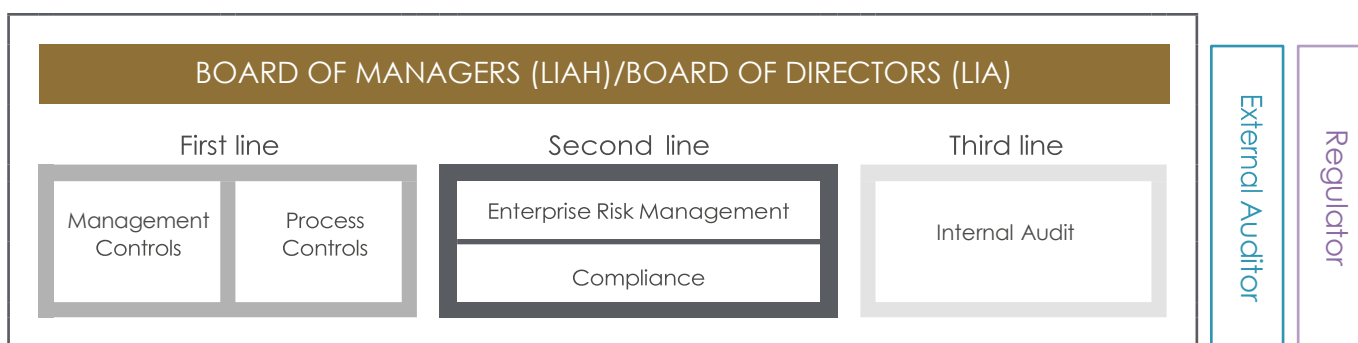 BOARD OF MANAGERS (LIAH)/BOARD OF DIRECTORS (LIA)
First line
Second line
Third line
Management
Controls
Process
Controls
Enterprise Risk Management
Compliance
Internal Audit
External Auditor
Regulator